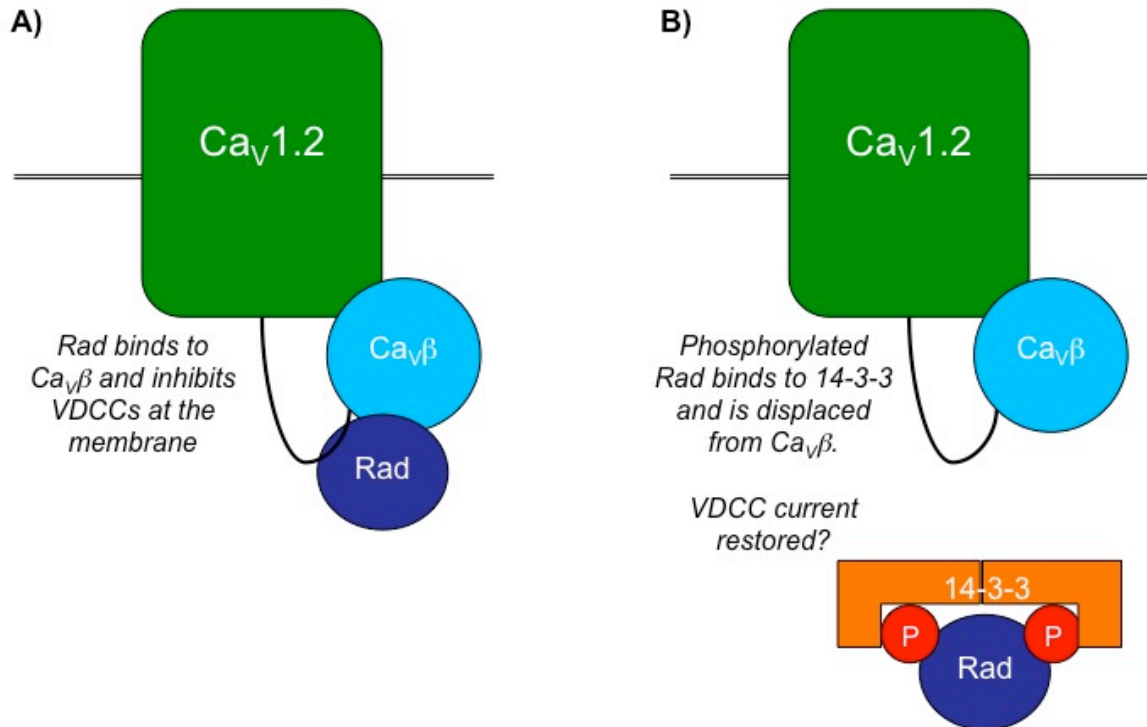 A)
CaV1.2
Rad binds to
CaVβ and inhibits
VDCCs at the
membrane
CaVβ
Rad
B)
CaV1.2
Phosphorylated
Rad binds to 14-3-3
and is displaced
from CaVβ.
CaVβ
VDCC current
restored?
14-3-3
P
P
Rad